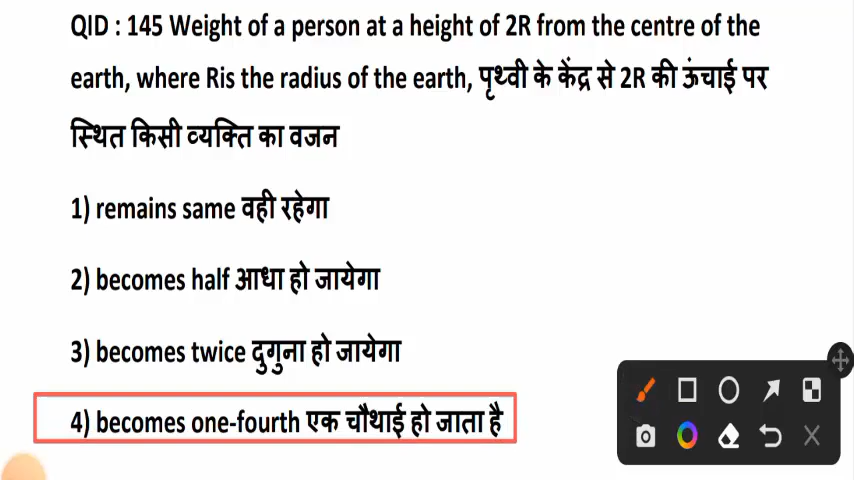 QID : 145 Weight of a person at a height of 2R from the centre of the
earth, where Ris the radius of the earth, पृथ्वी के केंद्र से 2R की ऊंचाई पर
स्थित किसी व्यक्ति का वजन
1) remains same वही रहेगा
2) becomes half आधा हो जायेगा
3) becomes twice दुगुना हो जायेगा
4) becomes one-fourth एक चौथाई हो जाता है